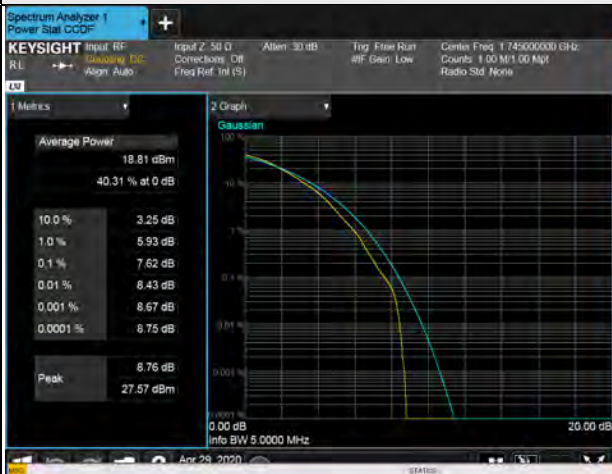 Spectrum Analyzer 1
Power Stat CCDF
KEYSIGHT
RL
Input: RF
Coupling: DC
Align: Auto
Input Z: 50 Ω
Corrections: Off
Freq Ref: Int (S)
Atten: 30 dB
Trig: Free Run
#IF Gain: Low
Center Freq: 1.745000000 GHz
Counts: 1.00 M/1.00 Mpt
Radio Std: None
1 Metrics
Average Power
18.81 dBm
40.31 % at 0 dB
10.0 % 3.25 dB
1.0 % 5.93 dB
0.1 % 7.62 dB
0.01 % 8.43 dB
0.001 % 8.67 dB
0.0001 % 8.75 dB
Peak
8.76 dB
27.57 dBm
2 Graph
Gaussian
100 %
10 %
1 %
0.1 %
0.01 %
0.001 %
0.0001 %
0.00 dB
20.00 dB
Info BW 5.0000 MHz
Apr 29, 2020
MSG
STATUS